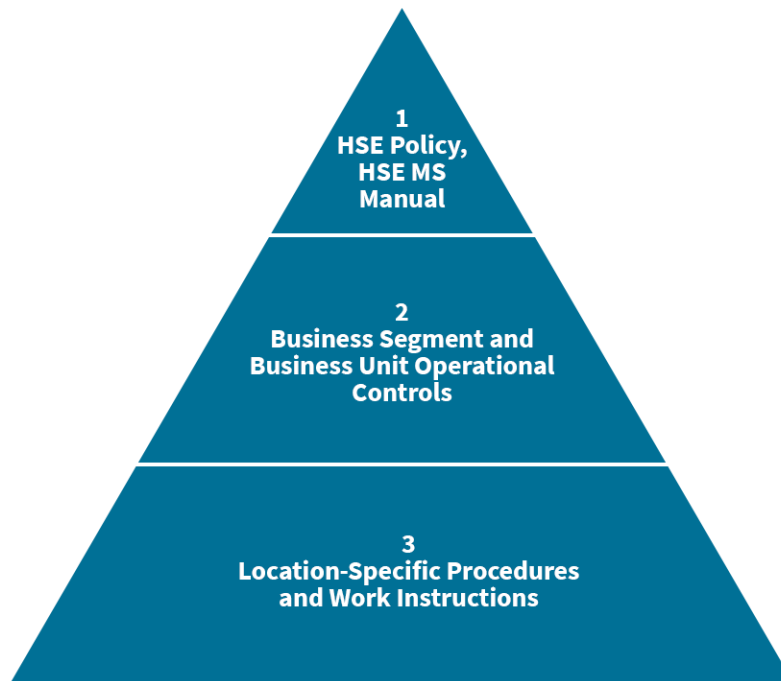 1
HSE Policy,
HSE MS
Manual
2
Business Segment and
Business Unit Operational
Controls
3
Location-Specific Procedures
and Work Instructions